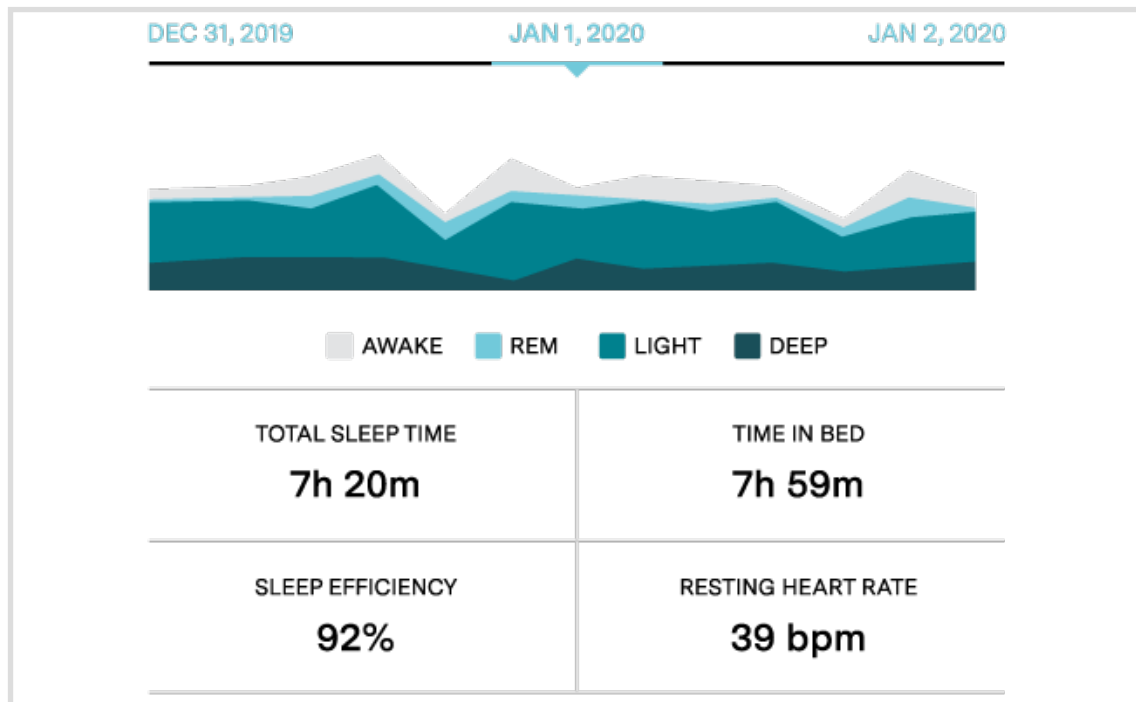 DEC 31, 2019 JAN 1, 2020 JAN 2, 2020
AWAKE REM LIGHT DEEP
TOTAL SLEEP TIME TIME IN BED
7h 20m 7h 59m
SLEEP EFFICIENCY RESTING HEART RATE
92% 39 bpm